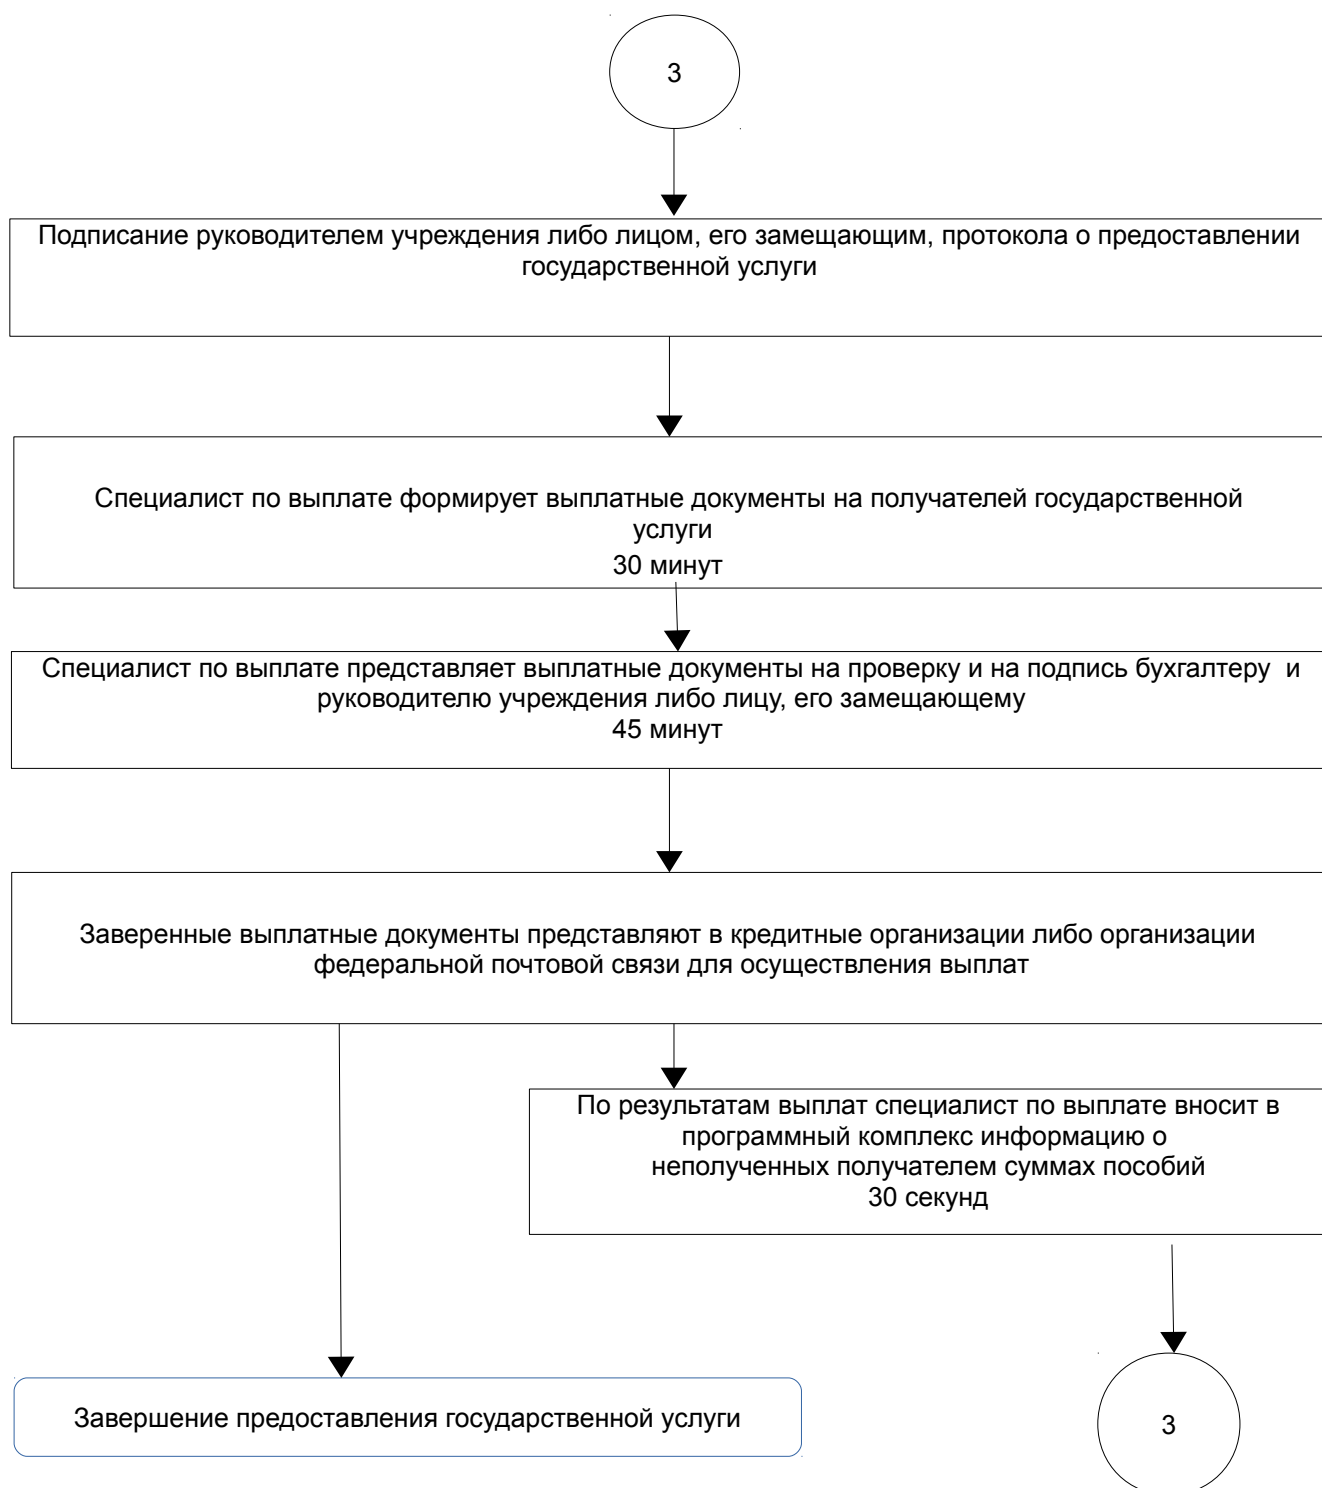 3
Подписание руководителем учреждения либо лицом, его замещающим, протокола о предоставлении
государственной услуги
Специалист по выплате формирует выплатные документы на получателей государственной
услуги
30 минут
Специалист по выплате представляет выплатные документы на проверку и на подпись бухгалтеру  и
руководителю учреждения либо лицу, его замещающему
45 минут
Заверенные выплатные документы представляют в кредитные организации либо организации
федеральной почтовой связи для осуществления выплат
По результатам выплат специалист по выплате вносит в
программный комплекс информацию о
неполученных получателем суммах пособий
30 секунд
Завершение предоставления государственной услуги
3